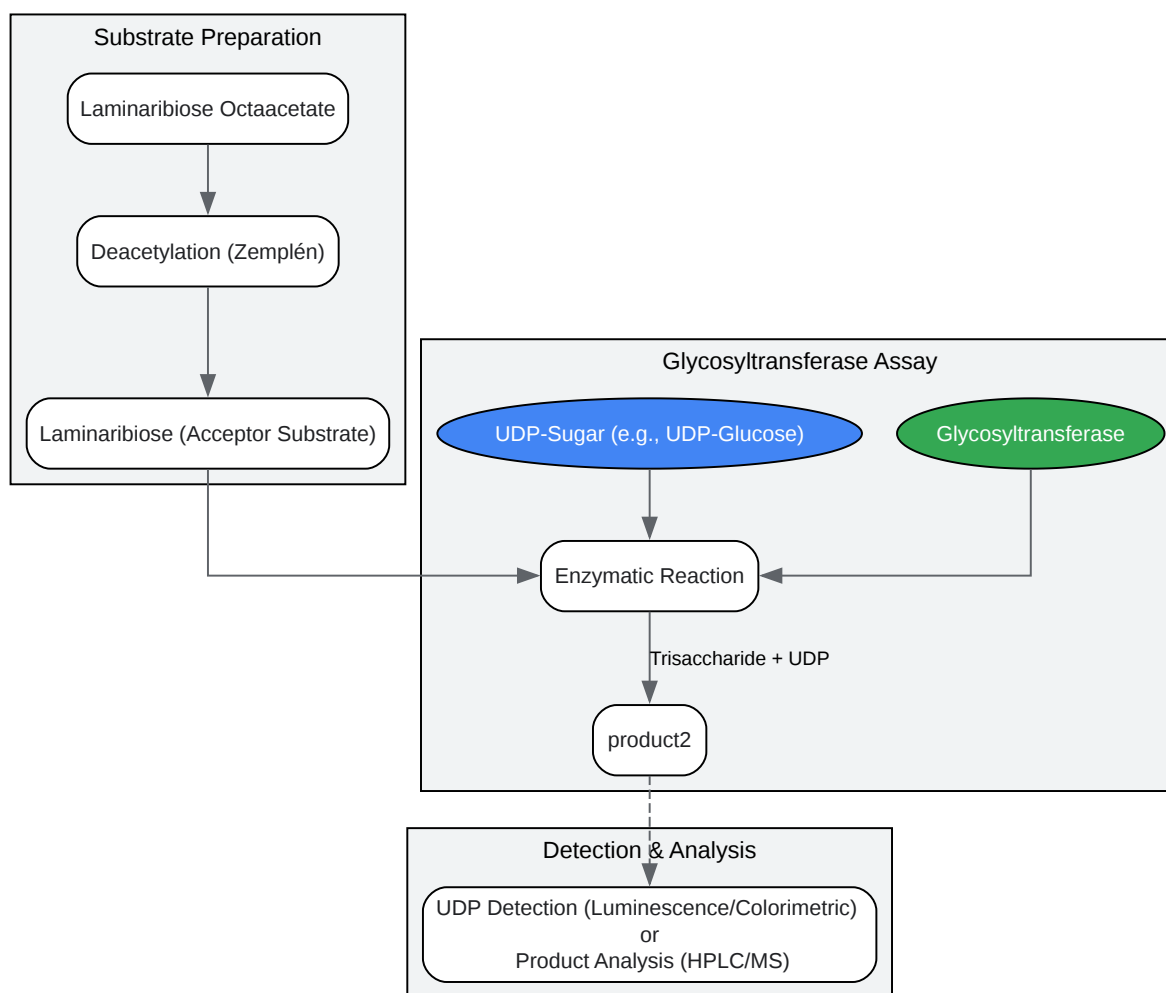 Substrate Preparation
Laminaribiose Octaacetate
Deacetylation (Zemplén)
Laminaribiose (Acceptor Substrate)
Glycosyltransferase Assay
UDP-Sugar (e.g., UDP-Glucose)
Glycosyltransferase
Enzymatic Reaction
Trisaccharide + UDP
product2
Detection & Analysis
UDP Detection (Luminescence/Colorimetric)
or
Product Analysis (HPLC/MS)